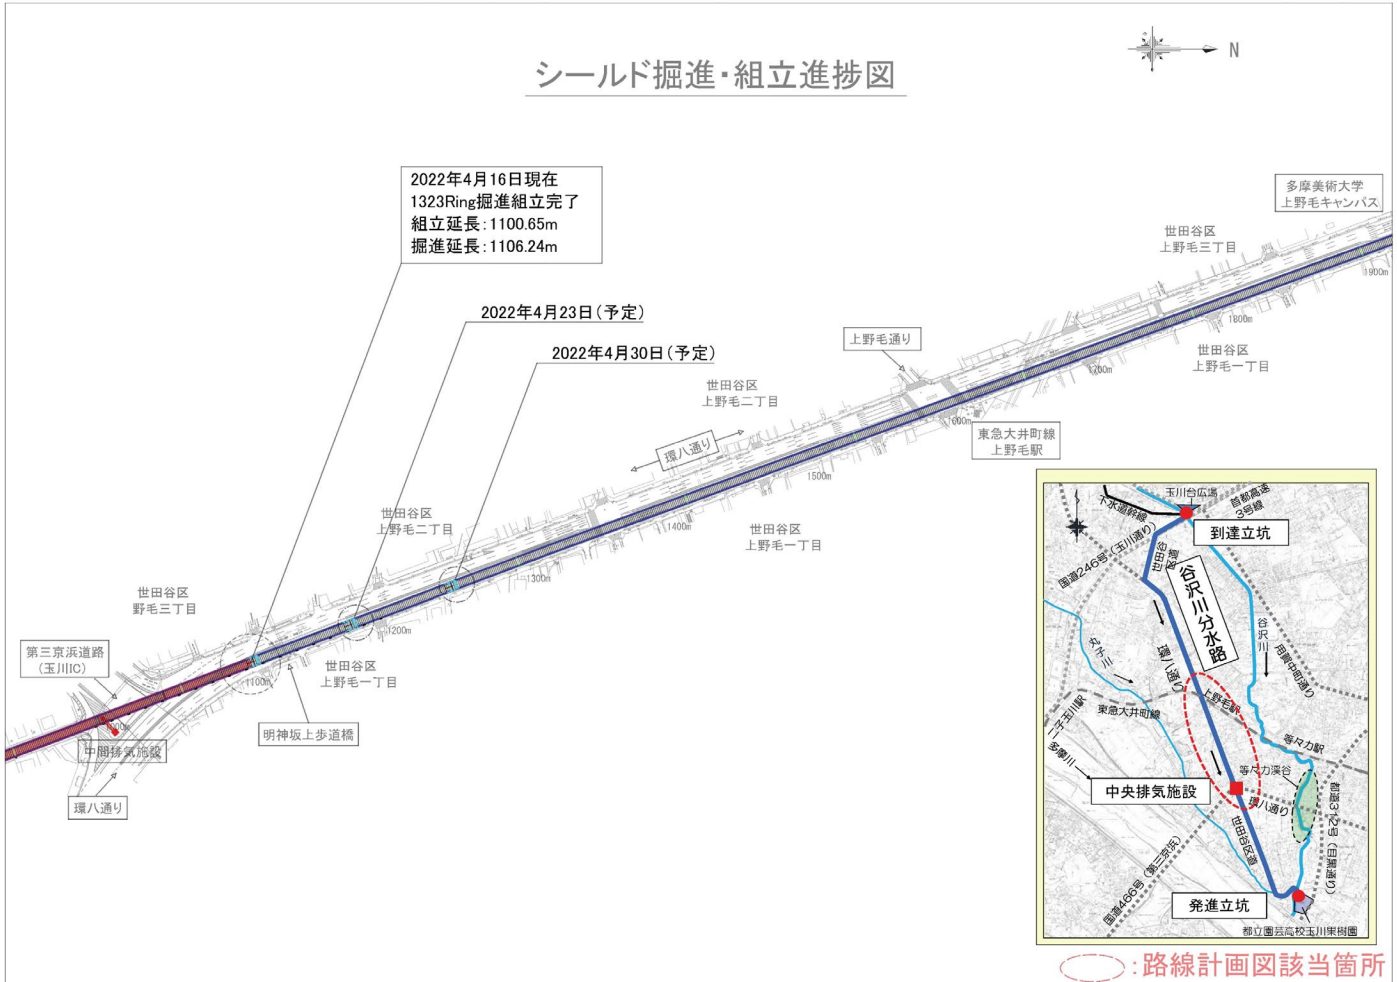 シールド掘進・組立進捗図
N
2022年4月16日現在
1323Ring掘進組立完了
組立延長：1100.65m
掘進延長：1106.24m
2022年4月23日（予定）
2022年4月30日（予定）
多摩美術大学
上野毛キャンパス
世田谷区
上野毛三丁目
1900m
1800m
世田谷区
上野毛一丁目
上野毛通り
1700m
世田谷区
上野毛二丁目
1600m
東急大井町線
上野毛駅
環八通り
1500m
世田谷区
上野毛二丁目
1400m
世田谷区
上野毛一丁目
1300m
世田谷区
野毛三丁目
1200m
第三京浜道路
（玉川IC）
世田谷区
上野毛一丁目
1100m
明神坂上歩道橋
中間排気施設
環八通り
玉川台広場
下水道幹線
首都高速
3号線
到達立坑
国道246号（玉川通り）
世田谷
区道
谷沢川分水路
谷沢川
用賀中町通り
丸子川
環八通り
上野毛駅
東急大井町線
二子玉川駅
多摩川
等々力駅
等々力渓谷
中央排気施設
環八通り
都道312号（目黒通り）
世田谷区道
国道466号（第三京浜）
発進立坑
都立園芸高校玉川果樹園
：路線計画図該当箇所